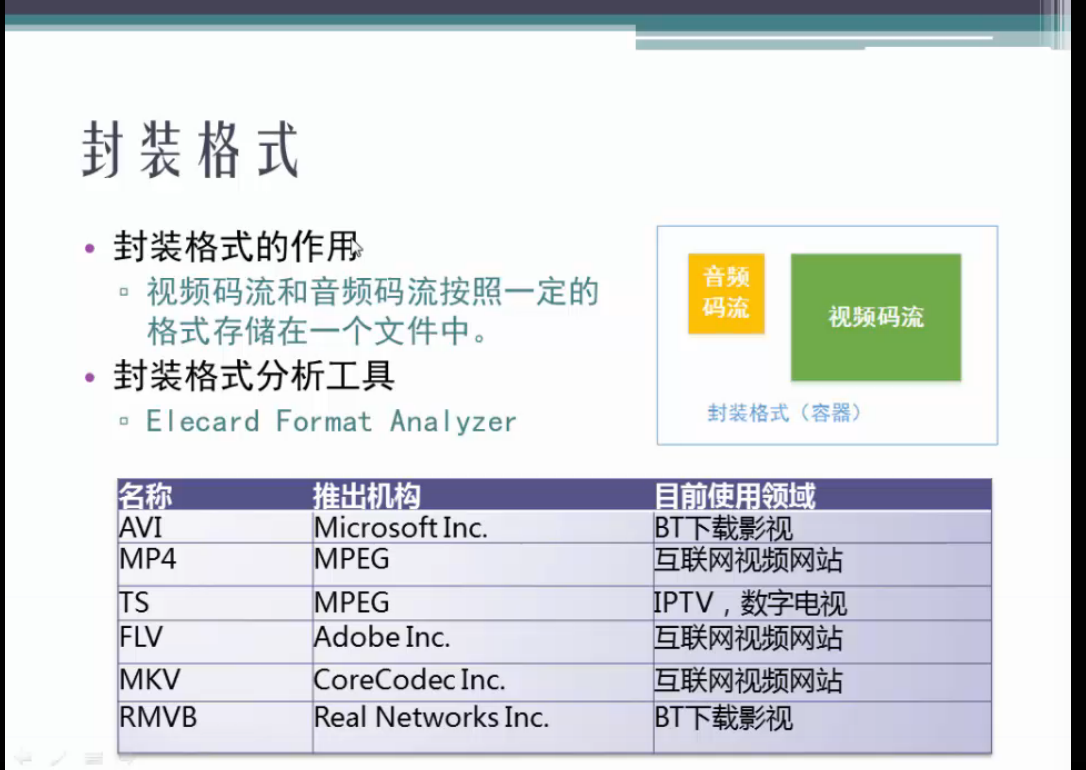 封装格式
• 封装格式的作用
▫ 视频码流和音频码流按照一定的
格式存储在一个文件中。
• 封装格式分析工具
▫ Elecard Format Analyzer
音频
码流
视频码流
封装格式（容器）
名称 推出机构 目前使用领域
AVI Microsoft Inc. BT下载影视
MP4 MPEG 互联网视频网站
TS MPEG IPTV，数字电视
FLV Adobe Inc. 互联网视频网站
MKV CoreCodec Inc. 互联网视频网站
RMVB Real Networks Inc. BT下载影视